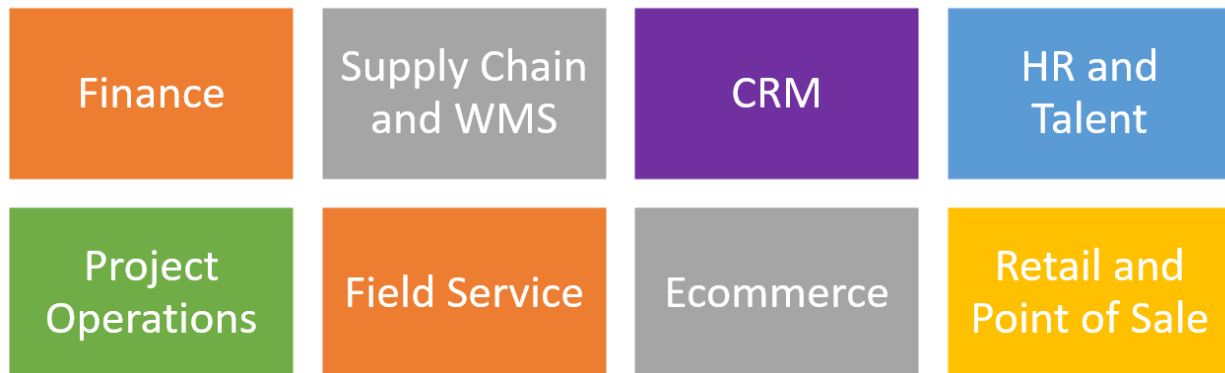 Finance
Supply Chain
and WMS
CRM
HR and
Talent
Project
Operations
Field Service
Ecommerce
Retail and
Point of Sale